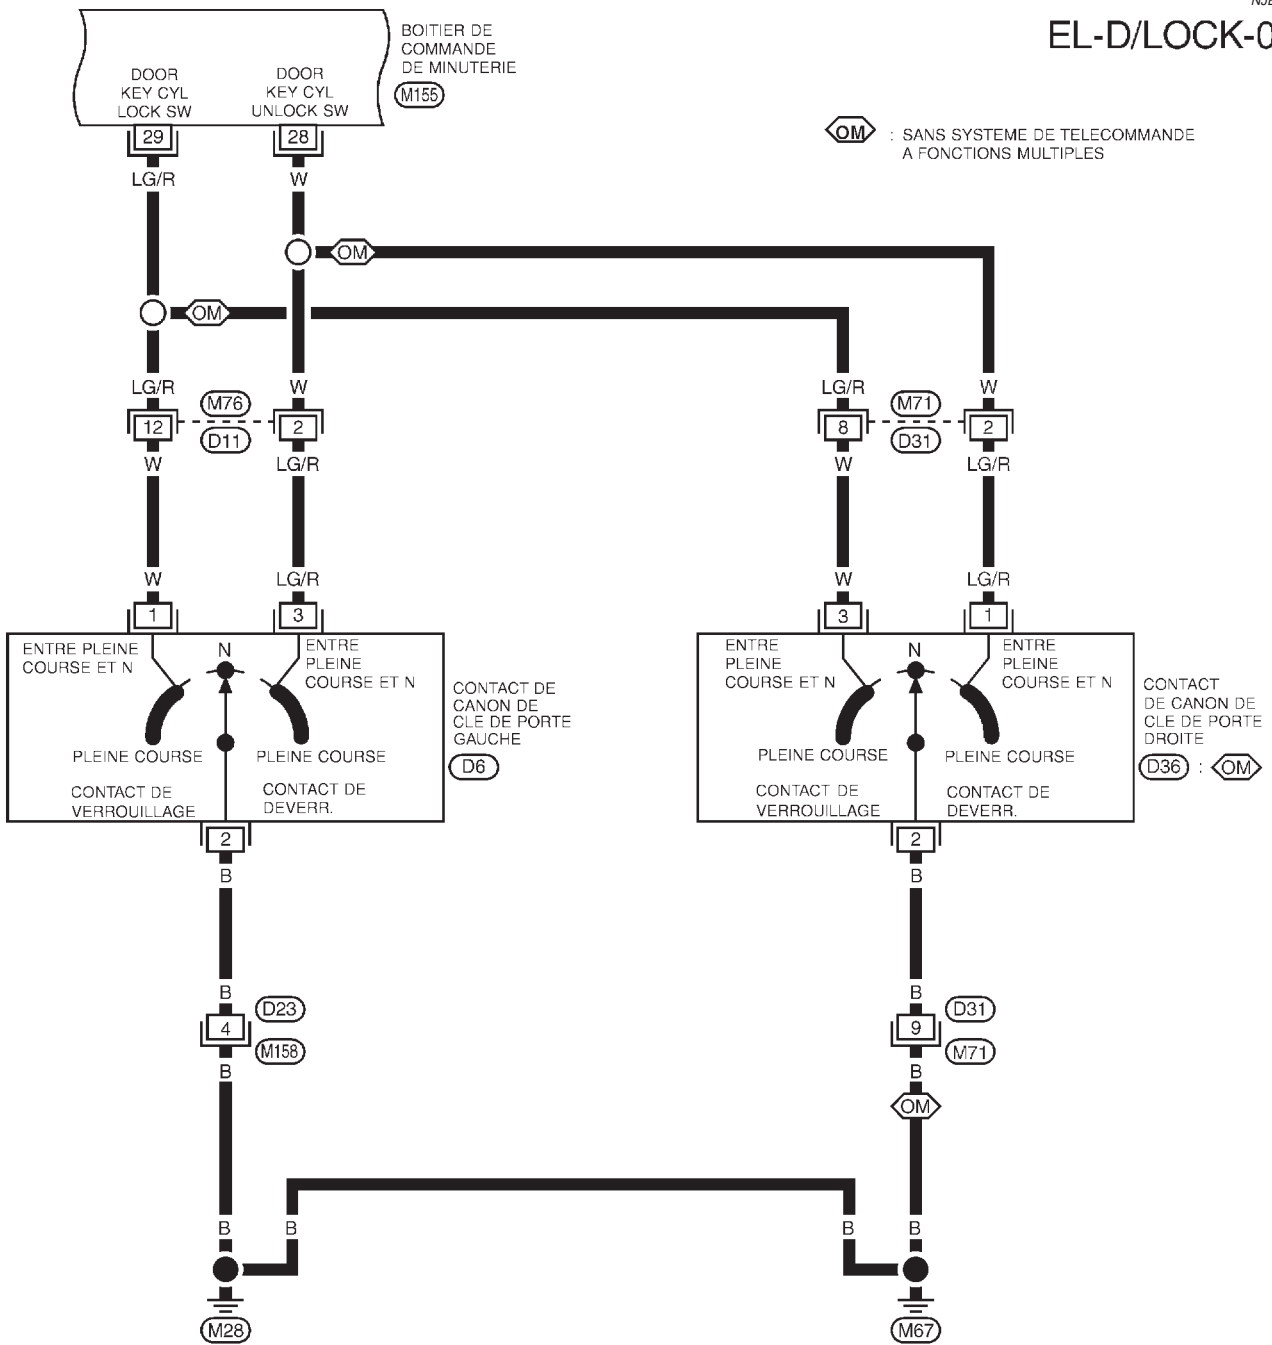 EL-D/LOCK-0
BOITIER DE
COMMANDE
DE MINUTERIE
M155
DOOR
KEY CYL
LOCK SW
DOOR
KEY CYL
UNLOCK SW
29
28
OM : SANS SYSTEME DE TELECOMMANDE
A FONCTIONS MULTIPLES
LG/R
W
OM
OM
LG/R
W
LG/R
W
M76
M71
12
2
8
2
D11
D31
W
LG/R
W
LG/R
W
LG/R
W
LG/R
1
3
3
1
ENTRE PLEINE
COURSE ET N
N
ENTRE
PLEINE
COURSE ET N
PLEINE COURSE
PLEINE COURSE
CONTACT DE
VERROUILLAGE
CONTACT DE
DEVERR.
CONTACT DE
CANON DE
CLE DE PORTE
GAUCHE
D6
ENTRE
PLEINE
COURSE ET N
N
ENTRE
PLEINE
COURSE ET N
PLEINE COURSE
PLEINE COURSE
CONTACT DE
VERROUILLAGE
CONTACT DE
DEVERR.
CONTACT
DE CANON DE
CLE DE PORTE
DROITE
D36 : OM
2
2
B
B
B
B
D23
D31
4
9
M158
M71
B
B
OM
B
B
B
B
M28
M67